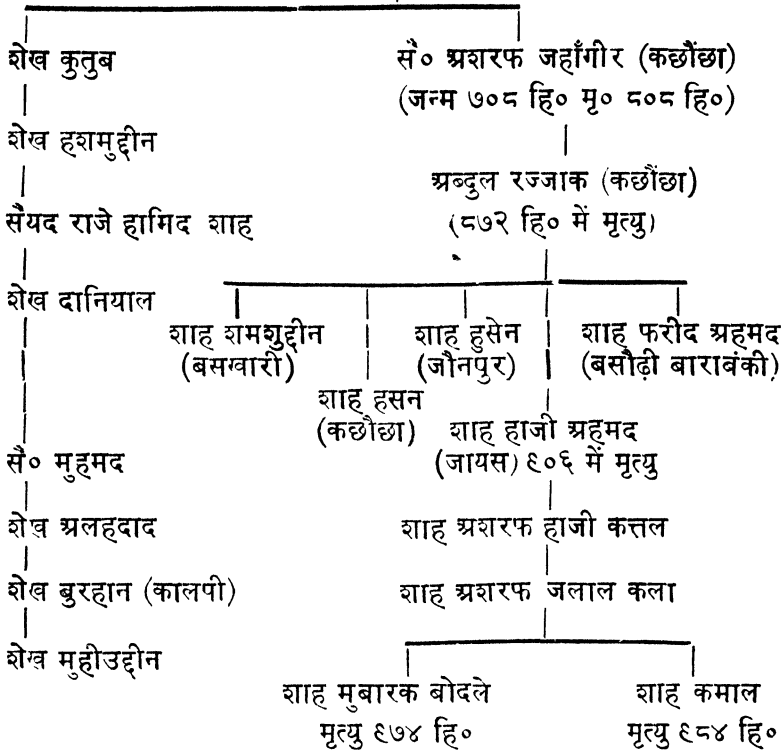 शेख कुतुब
सै० अशरफ जहाँगीर (कछौंछा)
(जन्म ७०८ हि० मृ० ८०८ हि०)
शेख हशमुद्दीन
अब्दुल रज्जाक (कछौंछा)
सैयद राजे हामिद शाह
(८७२ हि० में मृत्यु)
शेख दानियाल
शाह शमशुद्दीन
शाह हुसेन
शाह फरीद अहमद
(बसखारी)
(जौनपुर)
(बसौढ़ी बाराबंकी)
शाह हसन
(कछौछा)
शाह हाजी अहमद
सै० मुहमद
(जायस) ९०६ में मृत्यु
शेख अलहदाद
शाह अशरफ हाजी कत्तल
शेख बुरहान (कालपी)
शाह अशरफ जलाल कला
शेख मुहीउद्दीन
शाह मुबारक बोदले
शाह कमाल
मृत्यु ९७४ हि०
मृत्यु ९८४ हि०